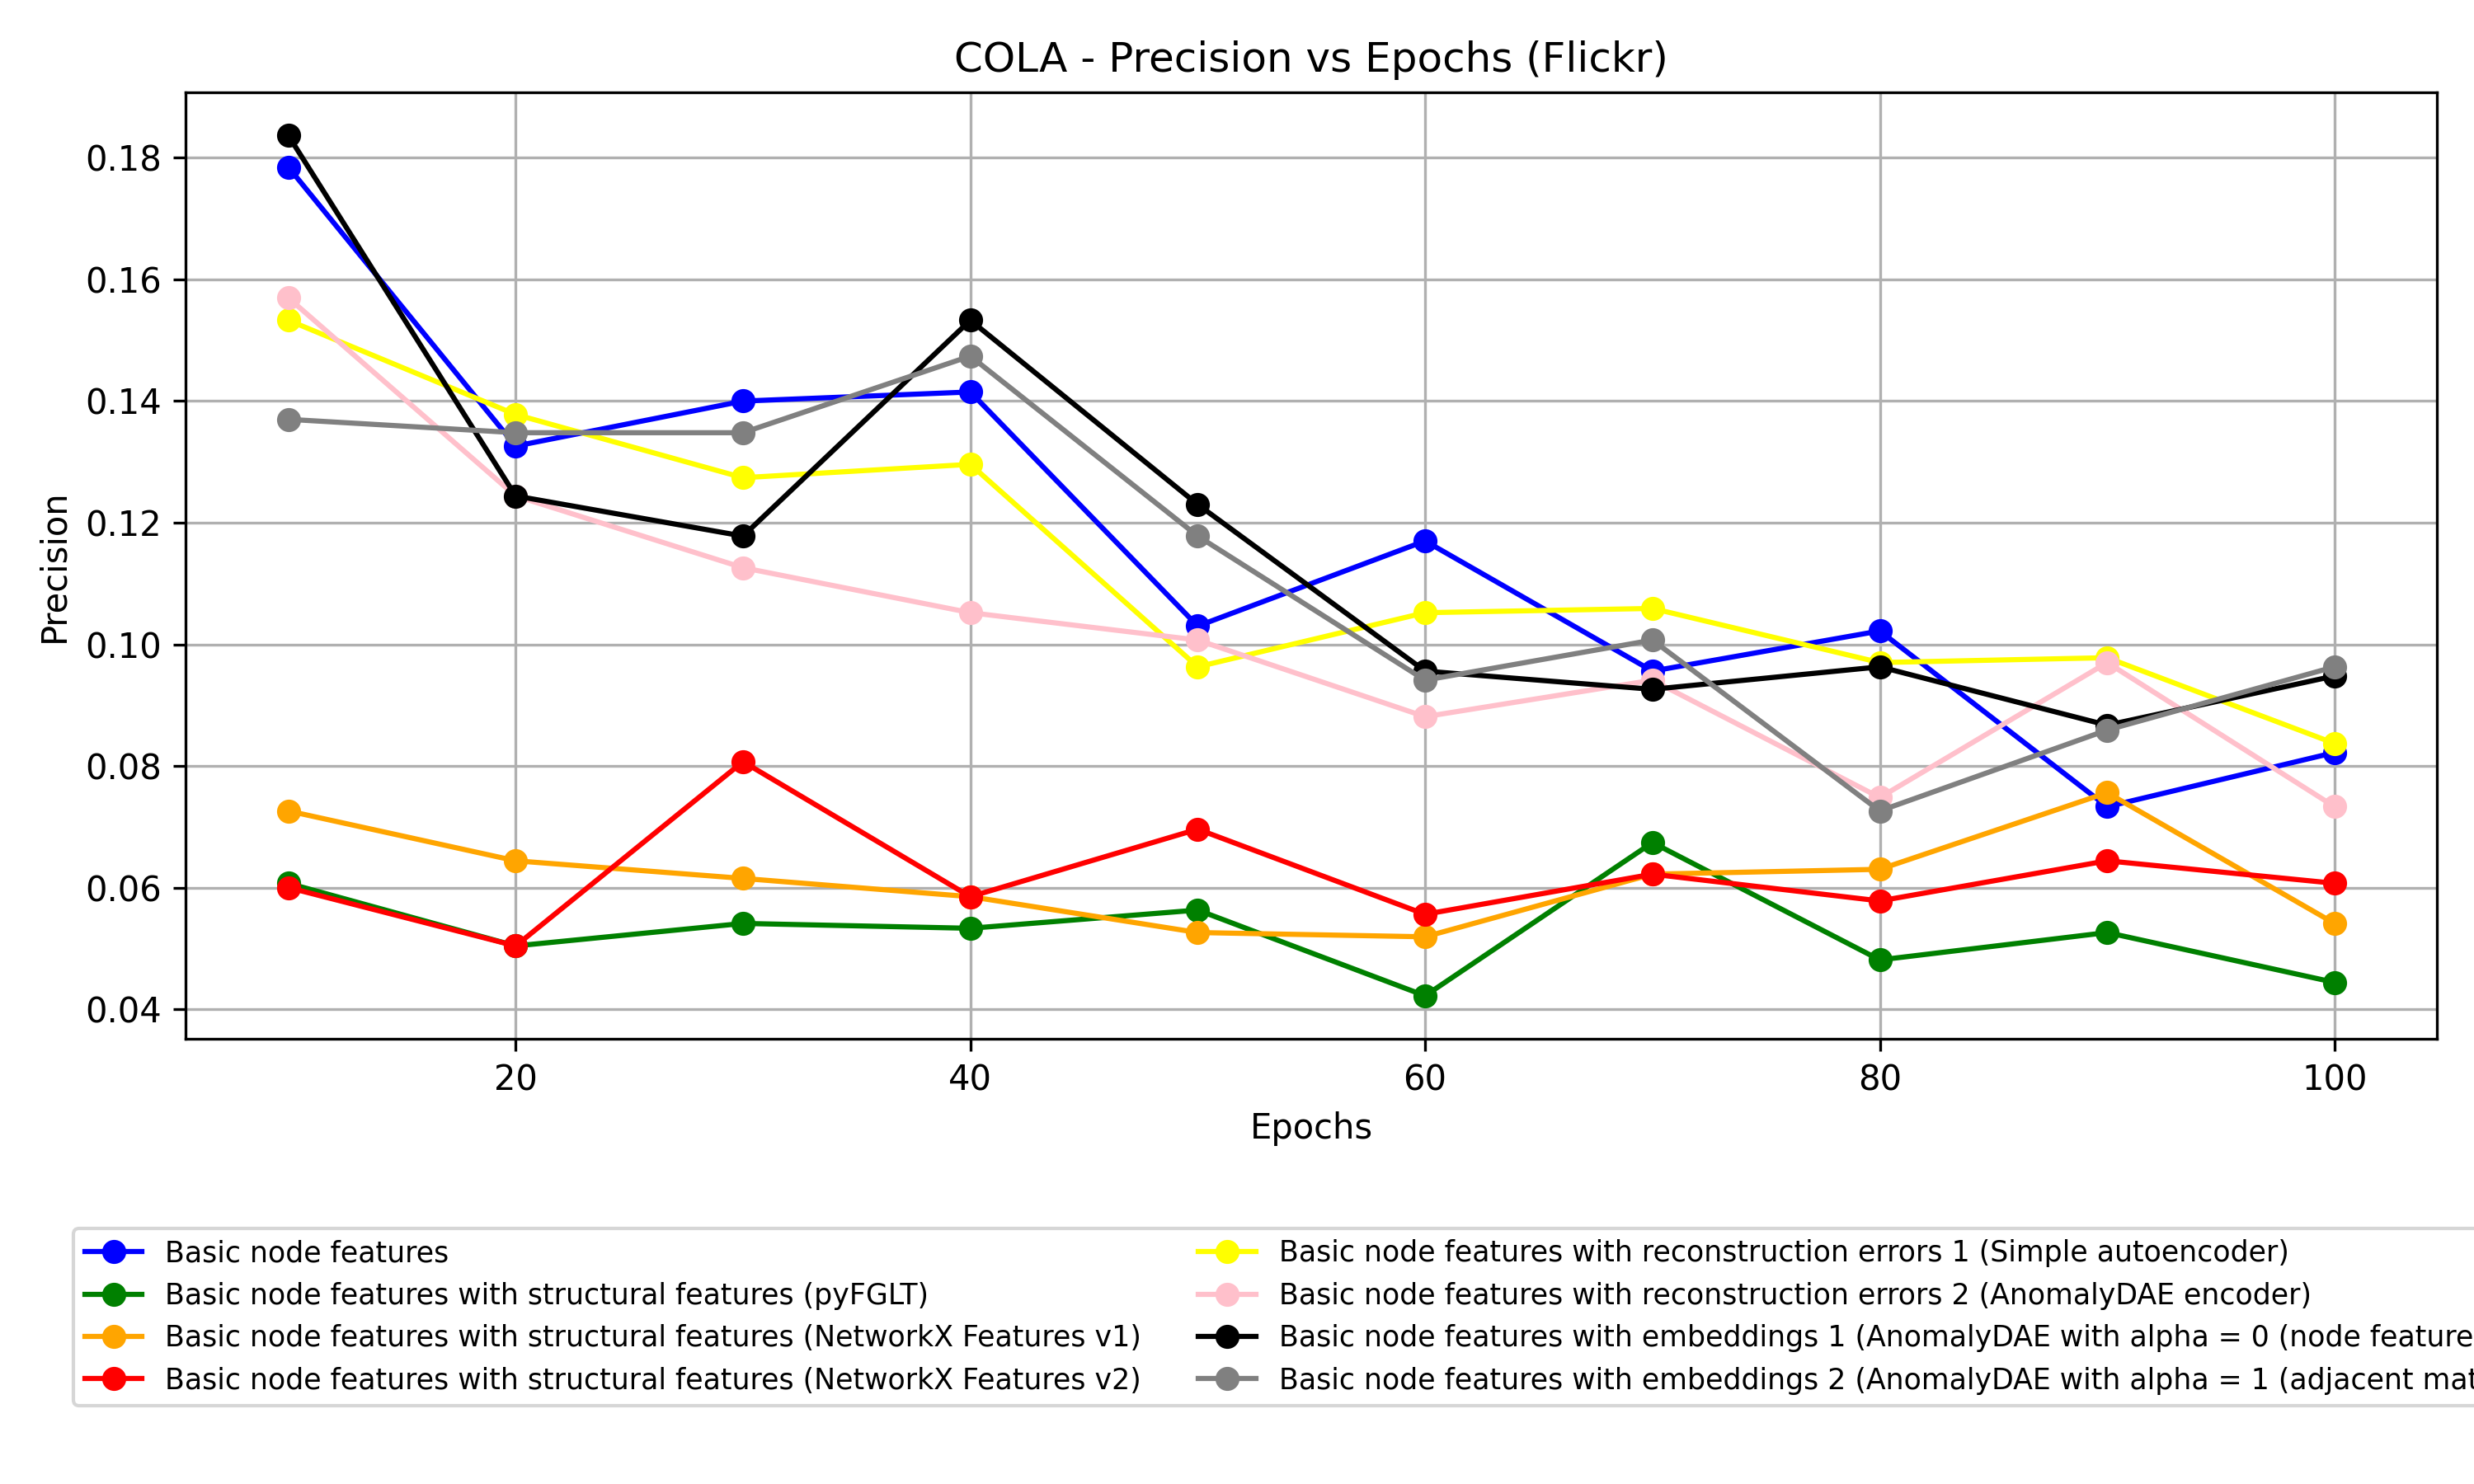 COLA - Precision vs Epochs (Flickr)
Precision
0.18
0.16
0.14
0.12
0.10
0.08
0.06
0.04
20 40 60 80 100
Epochs
Basic node features
Basic node features with structural features (pyFGLT)
Basic node features with structural features (NetworkX Features v1)
Basic node features with structural features (NetworkX Features v2)
Basic node features with reconstruction errors 1 (Simple autoencoder)
Basic node features with reconstruction errors 2 (AnomalyDAE encoder)
Basic node features with embeddings 1 (AnomalyDAE with alpha = 0 (node feature
Basic node features with embeddings 2 (AnomalyDAE with alpha = 1 (adjacent mat